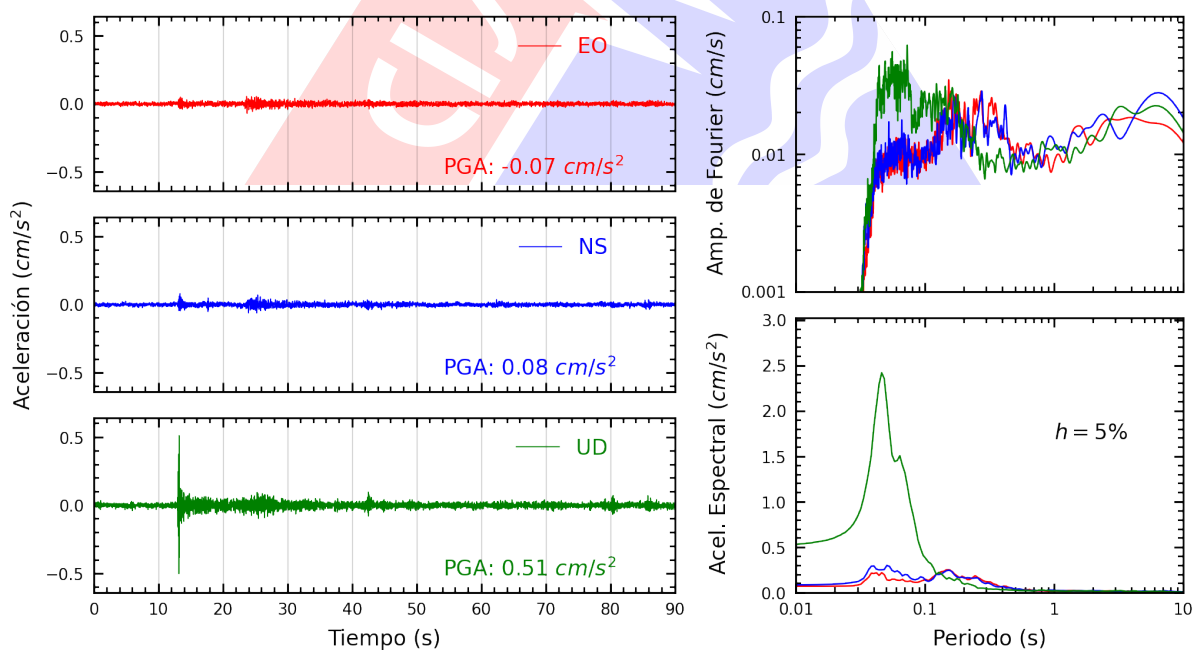 Aceleración (cm/s²)
0.5
0.0
−0.5
EO
PGA: -0.07 cm/s²
0.5
0.0
−0.5
NS
PGA: 0.08 cm/s²
0.5
0.0
−0.5
UD
PGA: 0.51 cm/s²
0 10 20 30 40 50 60 70 80 90
Tiempo (s)
Amp. de Fourier (cm/s)
0.1
0.01
0.001
Acel. Espectral (cm/s²)
3.0
2.5
2.0
1.5
1.0
0.5
0.0
h = 5%
0.01 0.1 1 10
Periodo (s)